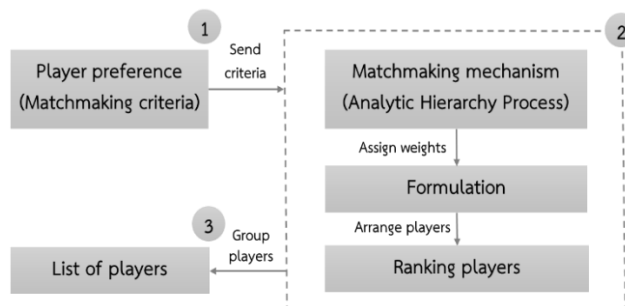 1
Send
criteria
2
Player preference
(Matchmaking criteria)
Matchmaking mechanism
(Analytic Hierarchy Process)
Assign weights
Formulation
Arrange players
3
Group
players
List of players
Ranking players